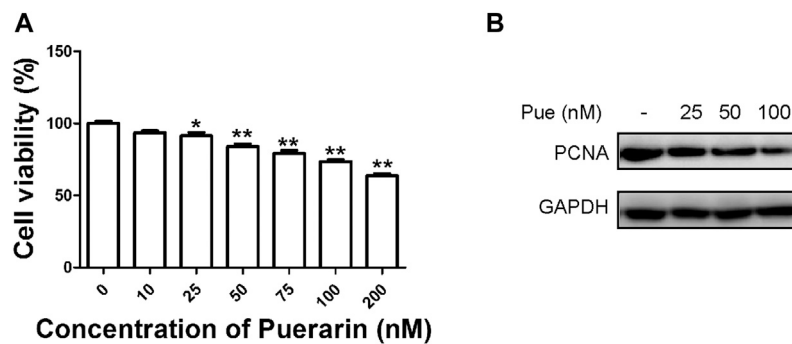 A
B
150
100
50
0
Cell viability (%)
* ** ** ** **
0 10 25 50 75 100 200
Concentration of Puerarin (nM)
Pue (nM) - 25 50 100
PCNA
GAPDH